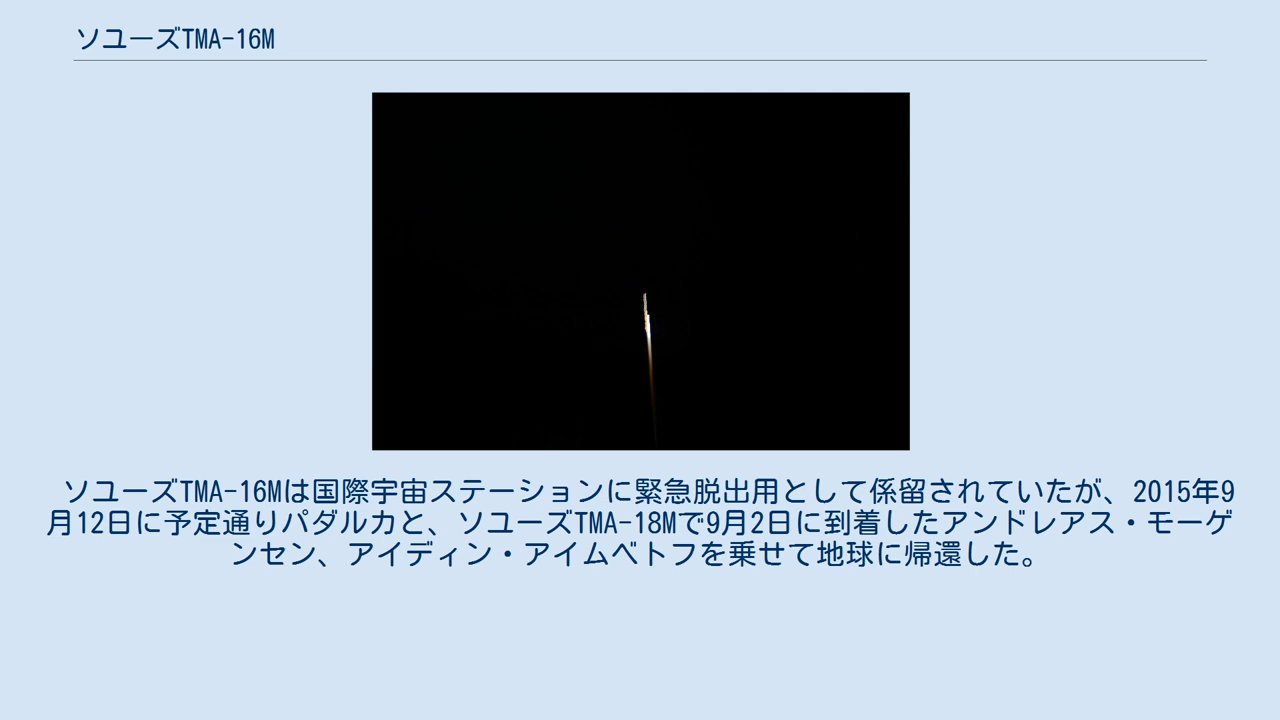 ソユーズTMA-16M
ソユーズTMA-16Mは国際宇宙ステーションに緊急脱出用として係留されていたが、2015年9
月12日に予定通りパダルカと、ソユーズTMA-18Mで9月2日に到着したアンドレアス・モーゲ
ンセン、アイディン・アイムベトフを乗せて地球に帰還した。